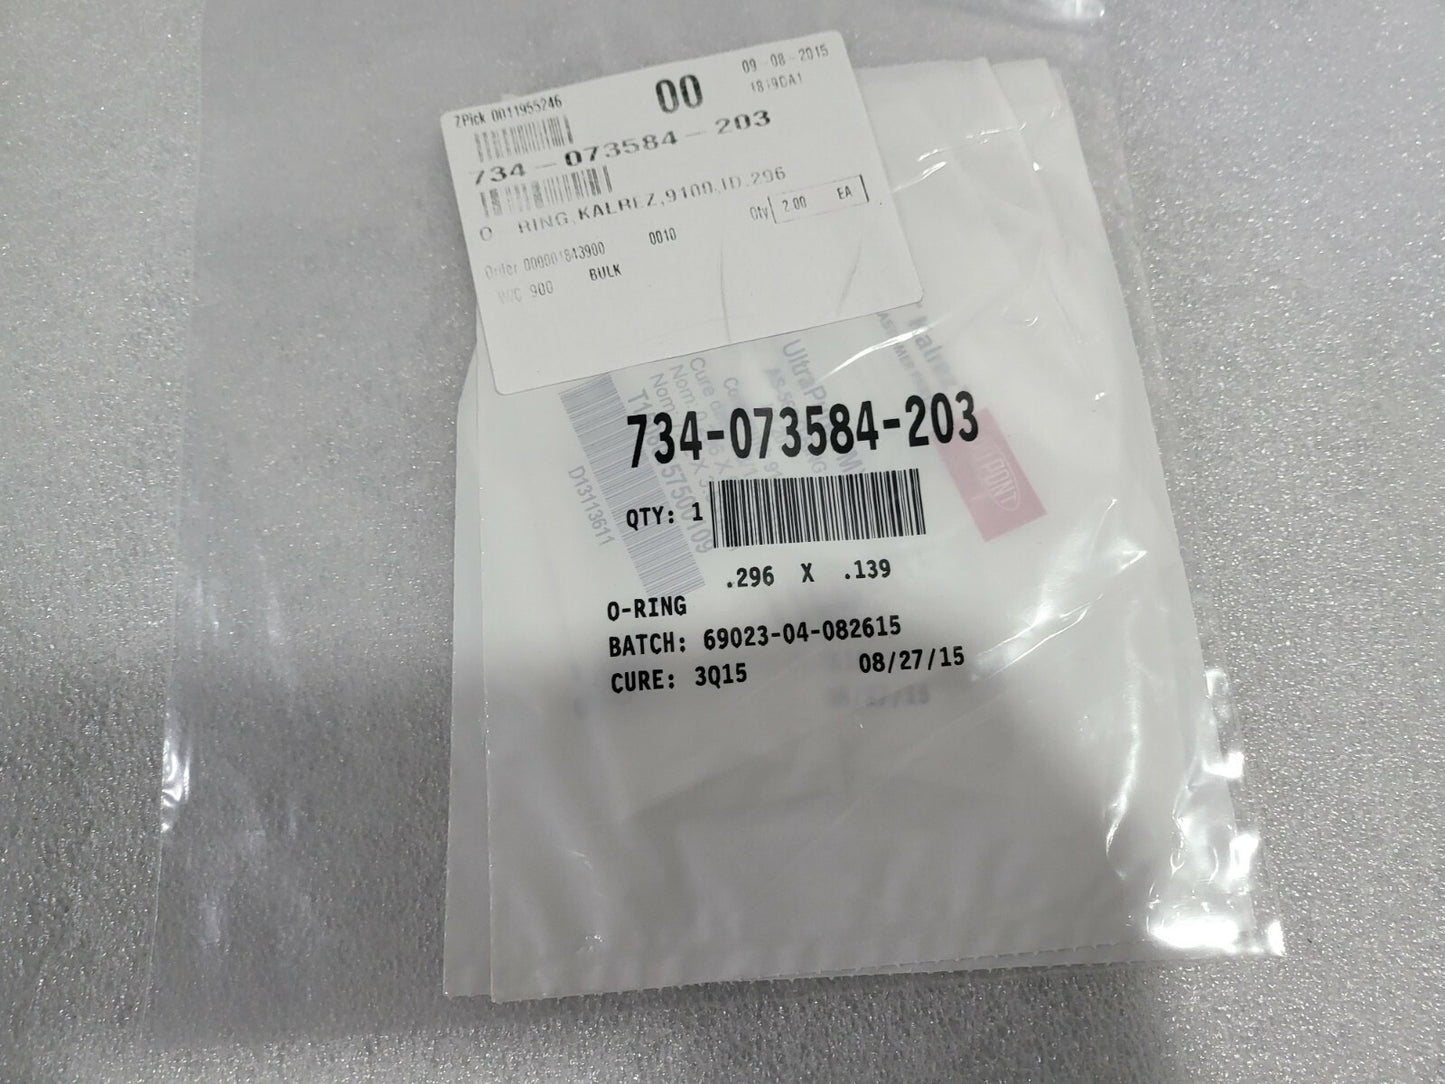 ZPick 0011955246
00
09-08-2015
734-073584-203
O-RING,KALREZ,9100,ID.296
Qty 2.00 EA
Order 000001843900 0010
W/C 900 BULK
UltraP
734-073584-203
D13113611
QTY: 1
.296 X .139
O-RING
BATCH: 69023-04-082615
CURE: 3Q15 08/27/15